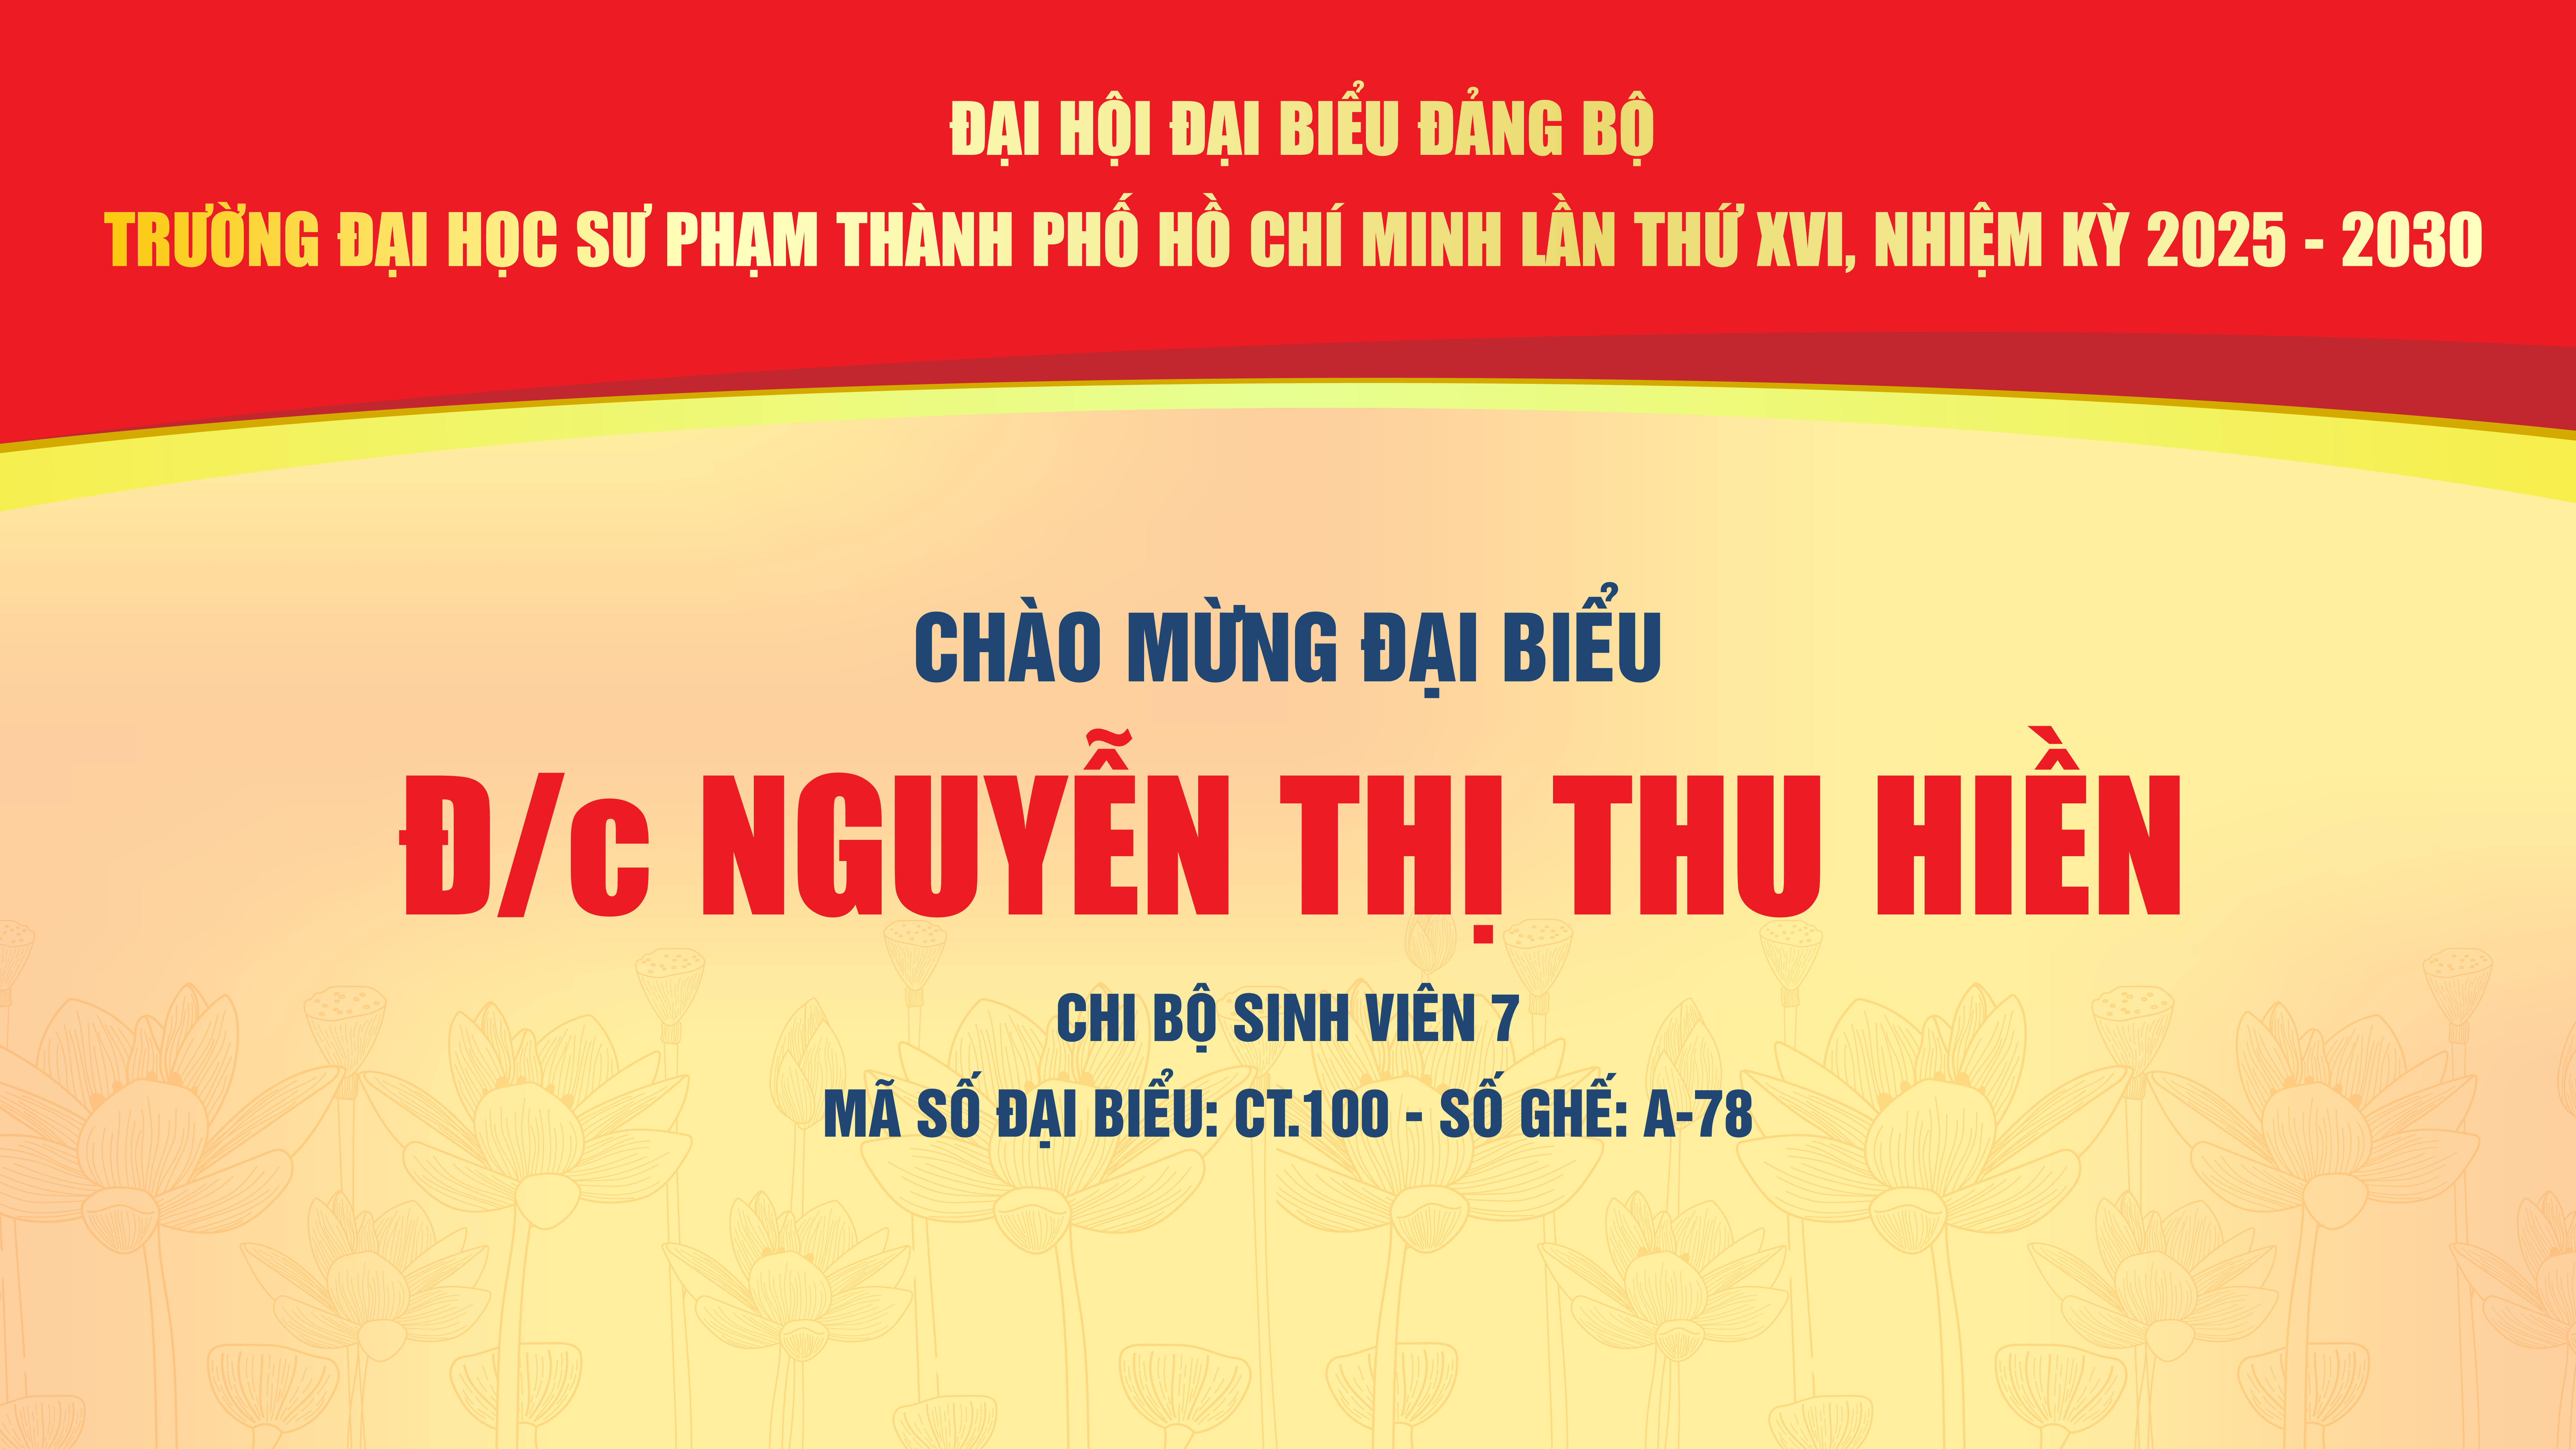 ĐẠI HỘI ĐẠI BIỂU ĐẢNG BỘ
TRƯỜNG ĐẠI HỌC SƯ PHẠM THÀNH PHỐ HỒ CHÍ MINH LẦN THỨ XVI, NHIỆM KỲ 2025 - 2030
CHÀO MỪNG ĐẠI BIỂU
Đ/c NGUYỄN THỊ THU HIỀN
CHI BỘ SINH VIÊN 7
MÃ SỐ ĐẠI BIỂU: CT.100 - SỐ GHẾ: A-78